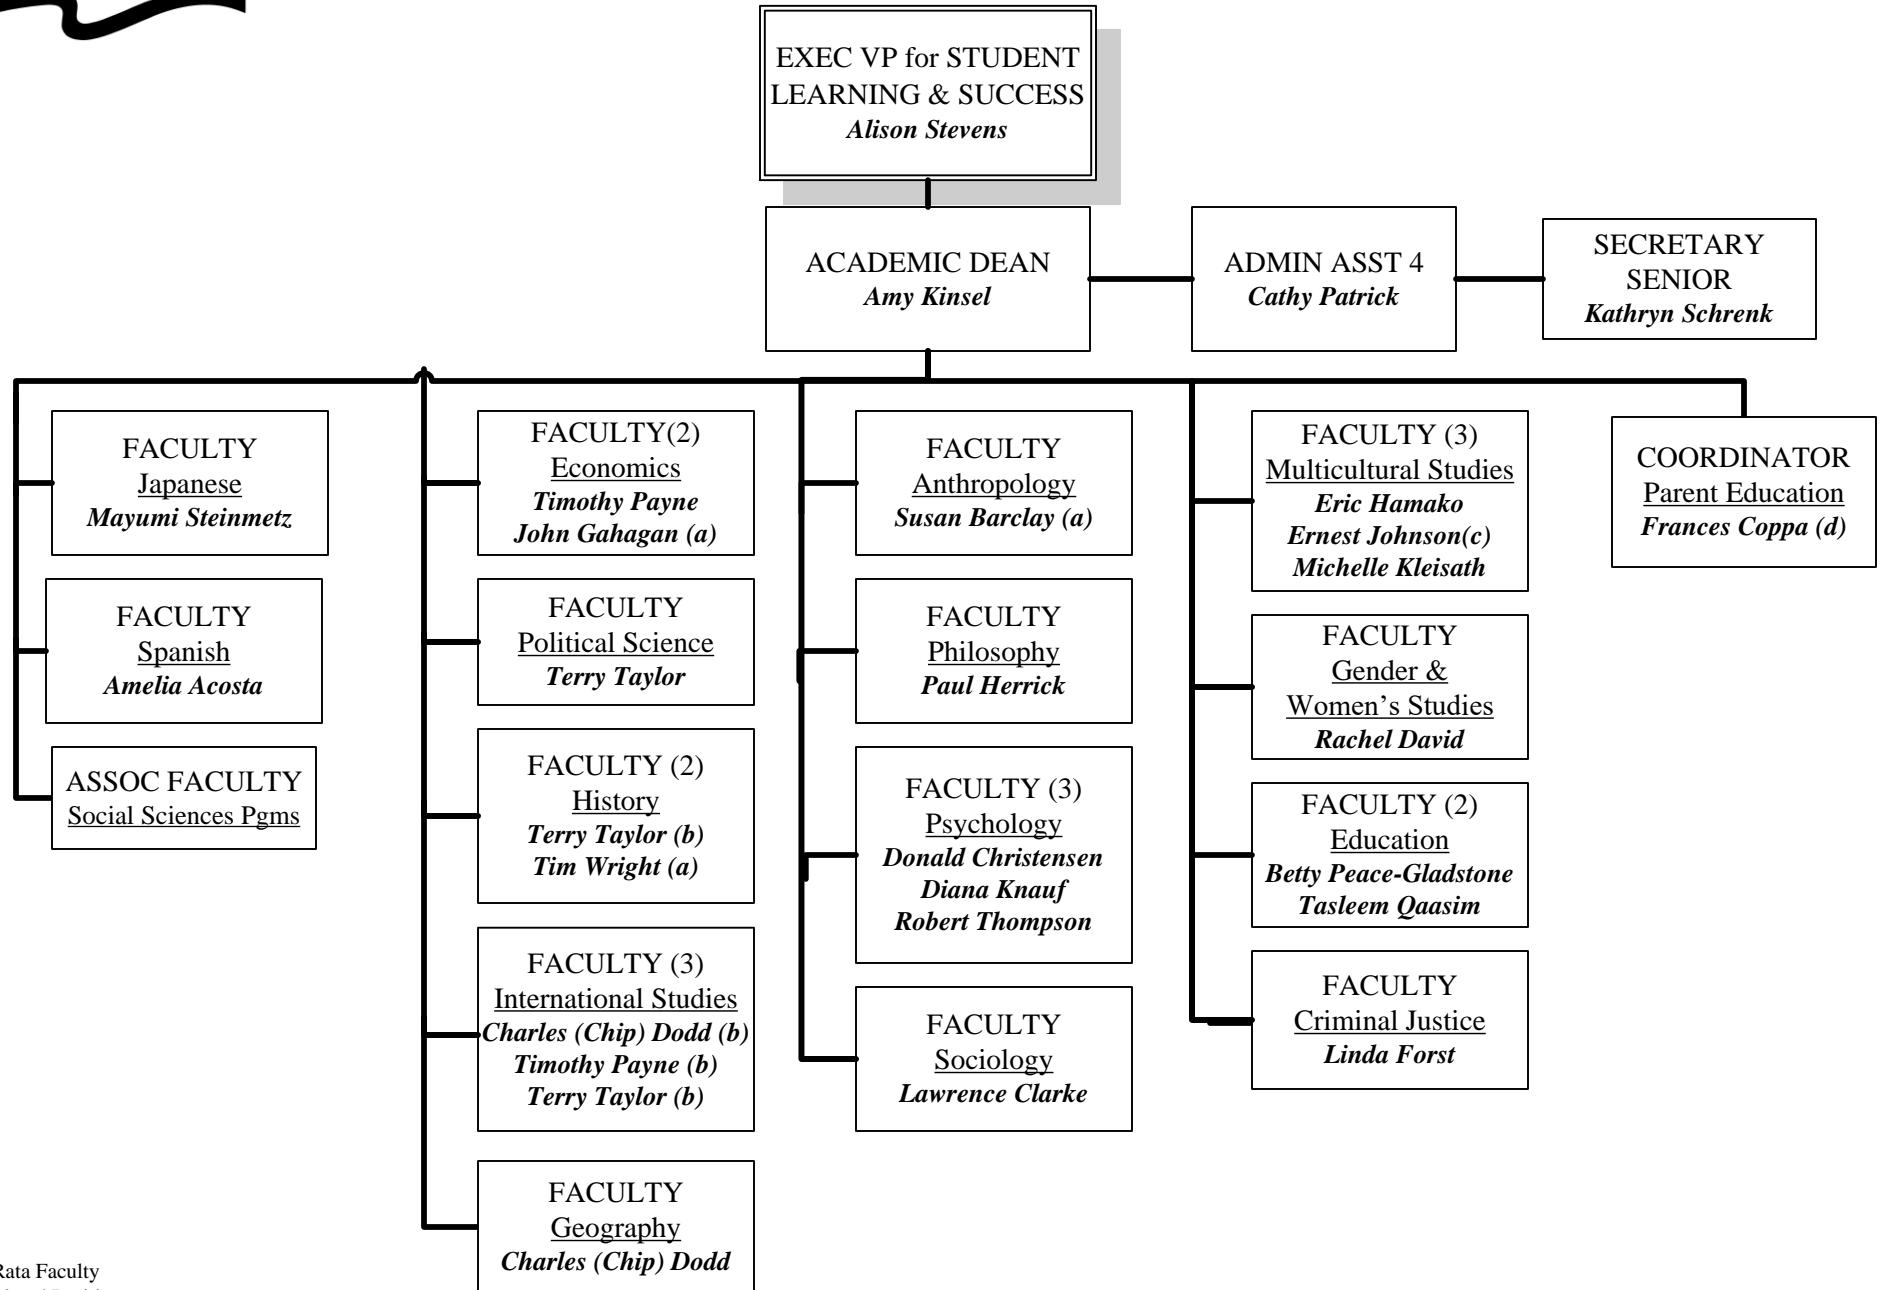 EXEC VP for STUDENT
LEARNING & SUCCESS
Alison Stevens
ACADEMIC DEAN
Amy Kinsel
ADMIN ASST 4
Cathy Patrick
SECRETARY
SENIOR
Kathryn Schrenk
FACULTY
Japanese
Mayumi Steinmetz
FACULTY
Spanish
Amelia Acosta
ASSOC FACULTY
Social Sciences Pgms
FACULTY(2)
Economics
Timothy Payne
John Gahagan (a)
FACULTY
Political Science
Terry Taylor
FACULTY (2)
History
Terry Taylor (b)
Tim Wright (a)
FACULTY (3)
International Studies
Charles (Chip) Dodd (b)
Timothy Payne (b)
Terry Taylor (b)
FACULTY
Geography
Charles (Chip) Dodd
FACULTY
Anthropology
Susan Barclay (a)
FACULTY
Philosophy
Paul Herrick
FACULTY (3)
Psychology
Donald Christensen
Diana Knauf
Robert Thompson
FACULTY
Sociology
Lawrence Clarke
FACULTY (3)
Multicultural Studies
Eric Hamako
Ernest Johnson(c)
Michelle Kleisath
FACULTY
Gender &
Women’s Studies
Rachel David
FACULTY (2)
Education
Betty Peace-Gladstone
Tasleem Qaasim
FACULTY
Criminal Justice
Linda Forst
COORDINATOR
Parent Education
Frances Coppa (d)
Rata Faculty